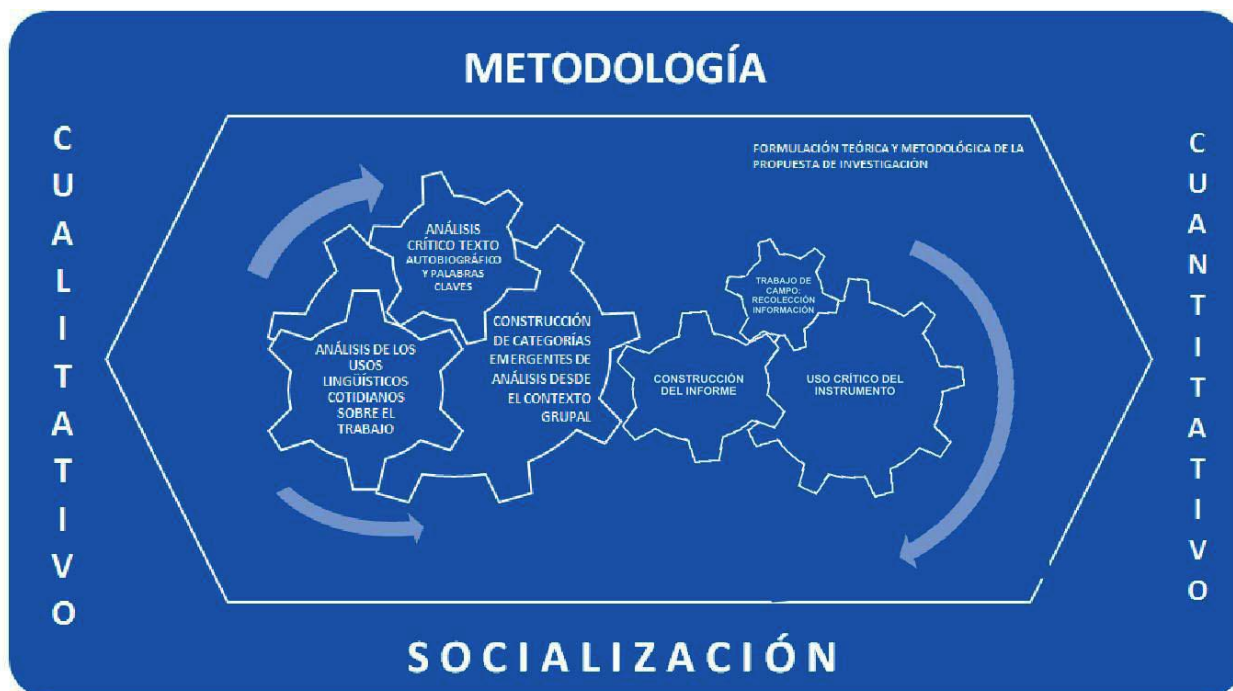 METODOLOGÍA
CUALITATIVO
FORMULACIÓN TEÓRICA Y METODOLÓGICA DE LA
PROPUESTA DE INVESTIGACIÓN
ANÁLISIS
CRÍTICO TEXTO
AUTOBIOGRÁFICO
Y PALABRAS
CLAVES
ANÁLISIS DE LOS
USOS
LINGÜÍSTICOS
COTIDIANOS
SOBRE EL
TRABAJO
CONSTRUCCIÓN
DE CATEGORÍAS
EMERGENTES DE
ANÁLISIS DESDE
EL CONTEXTO
GRUPAL
CONSTRUCCIÓN
DEL INFORME
TRABAJO DE
CAMPO:
RECOLECCIÓN
INFORMACIÓN
USO CRÍTICO DEL
INSTRUMENTO
CUANTITATIVO
SOCIALIZACIÓN